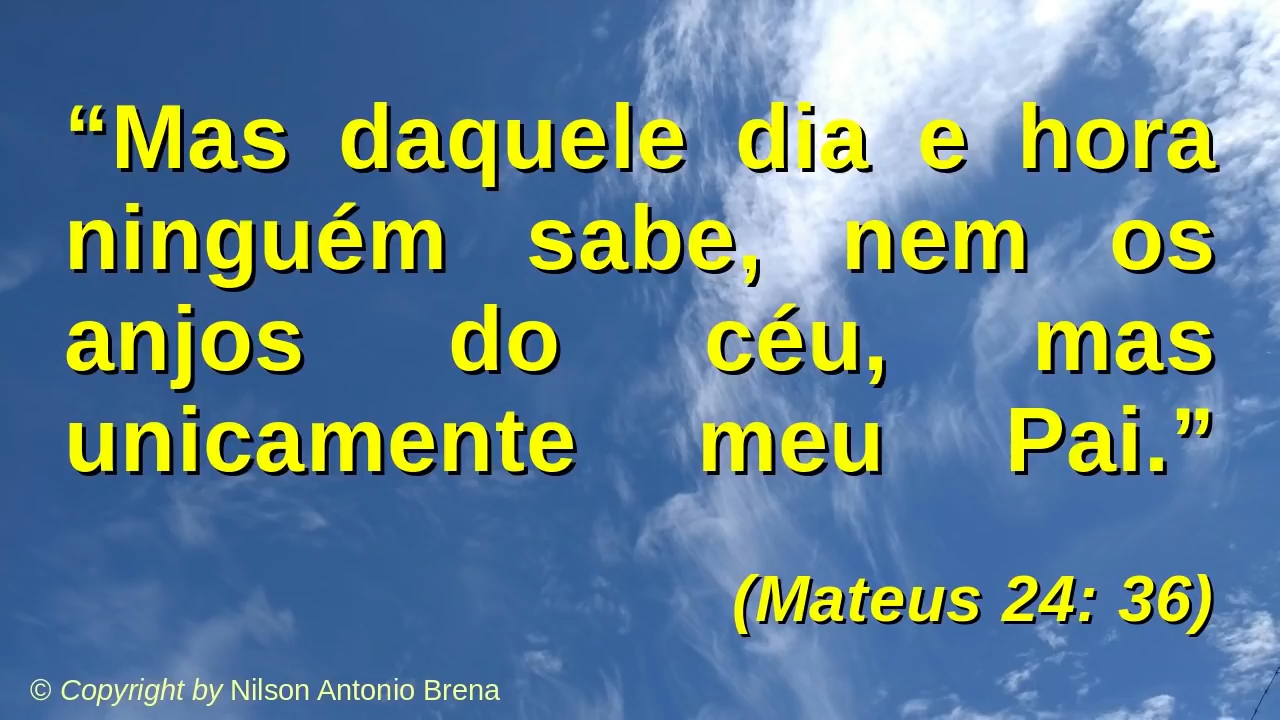 “Mas daquele dia e hora
ninguém sabe, nem os
anjos do céu, mas
unicamente meu Pai.”
(Mateus 24: 36)
© Copyright by Nilson Antonio Brena